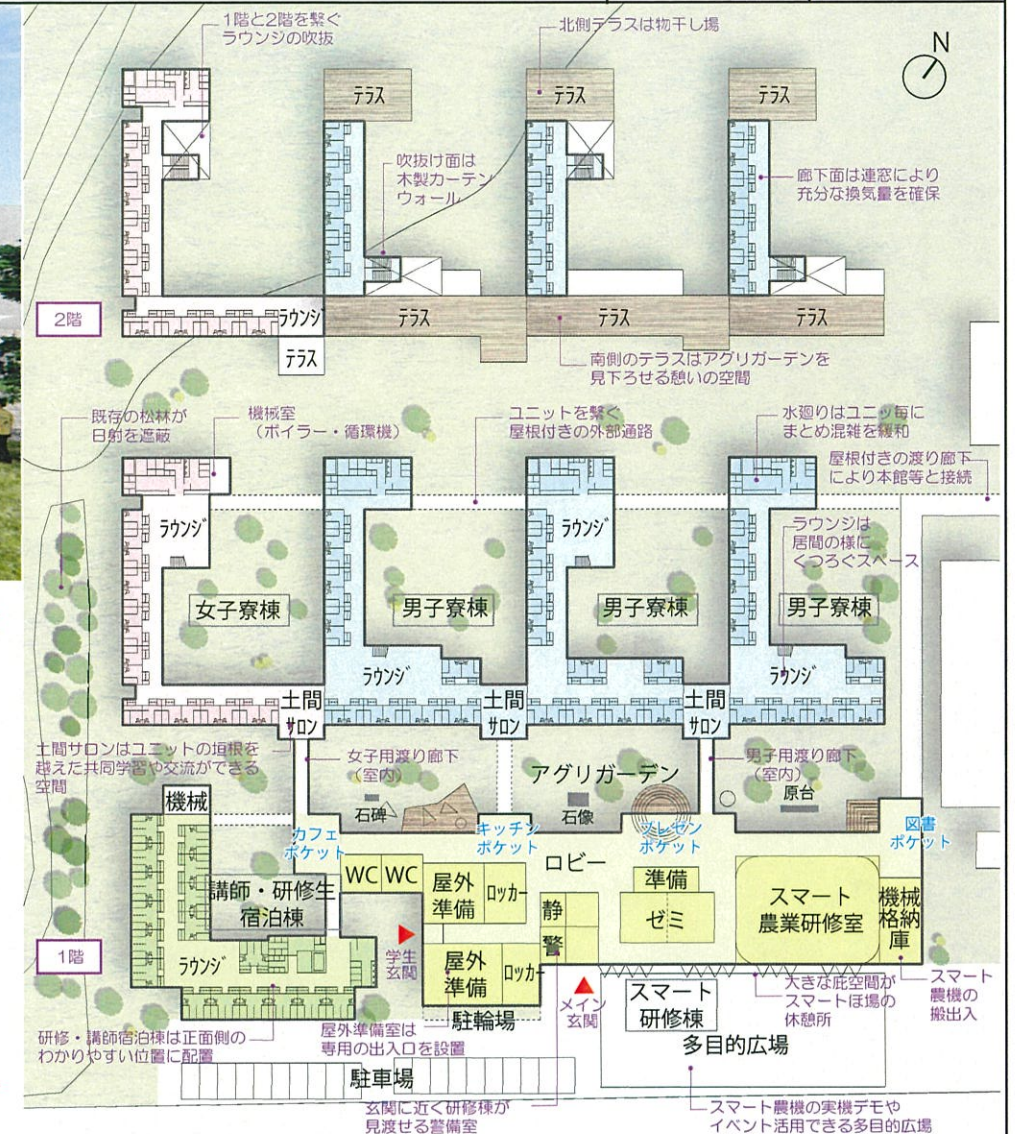 1階と2階を繋ぐ
ラウンジの吹抜
北側テラスは物干し場
N
テラス
テラス
テラス
吹抜け面は
木製カーテン
ウォール
廊下面は連窓により
充分な換気量を確保
2階
ラウンジ
テラス
テラス
テラス
テラス
南側のテラスはアグリガーデンを
見下ろせる憩いの空間
既存の松林が
日射を遮蔽
機械室
(ボイラー・循環機)
ユニットを繋ぐ
屋根付きの外部通路
水廻りはユニッ毎に
まとめ混雑を緩和
屋根付きの渡り廊下
により本館等と接続
ラウンジ
ラウンジ
ラウンジは
居間の様に
くつろぐスペース
女子寮棟
男子寮棟
男子寮棟
男子寮棟
ラウンジ
ラウンジ
土間
サロン
土間
サロン
土間
サロン
土間サロンはユニットの垣根を
越えた共同学習や交流ができる
空間
女子用渡り廊下
(室内)
アグリガーデン
男子用渡り廊下
(室内)
機械
石碑
石像
原台
カフェ
ポケット
キッチン
ポケット
プレゼン
ポケット
図書
ポケット
ロビー
WC
WC
屋外
準備
ロッカー
静
準備
ゼミ
スマート
農業研修室
機械
格納
庫
講師・研修生
宿泊棟
ラウンジ
1階
学生
玄関
屋外
準備
ロッカー
警
メイン
玄関
スマート
研修棟
大きな庇空間が
スマートほ場の
休憩所
スマート
農機の
搬出入
研修・講師宿泊棟は正面側の
わかりやすい位置に配置
屋外準備室は
専用の出入口を設置
駐輪場
多目的広場
駐車場
玄関に近く研修棟が
見渡せる警備室
スマート農機の実機デモや
イベント活用できる多目的広場